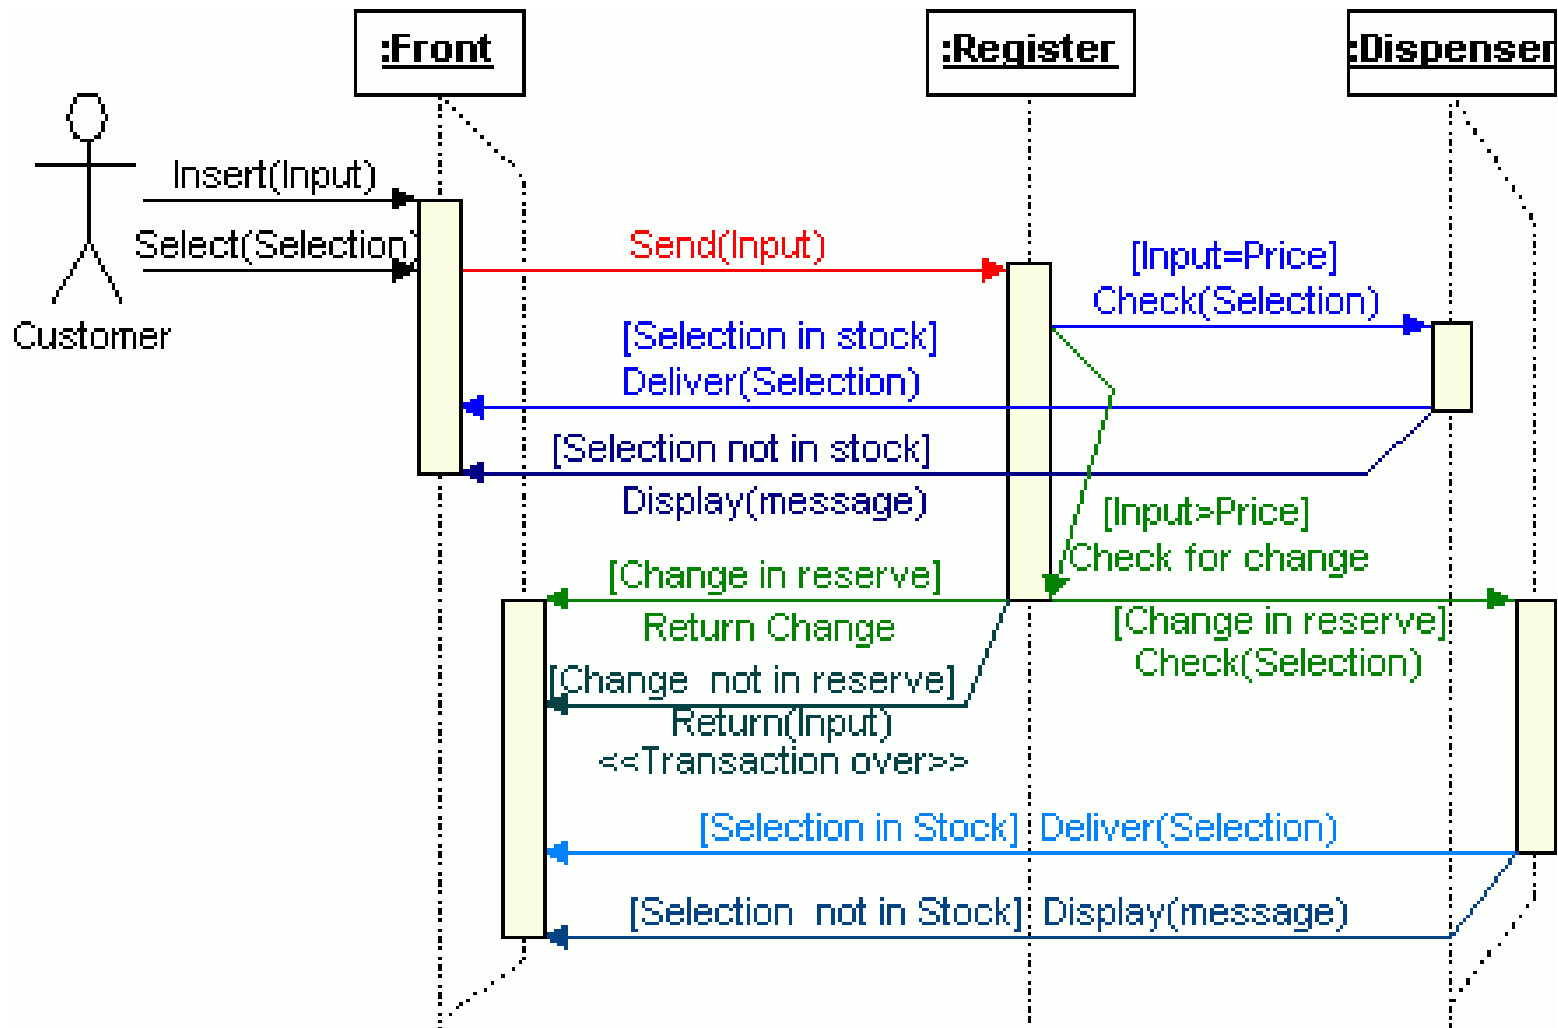 :Front
:Register
:Dispenser
Insert(Input)
Select(Selection)
Customer
Send(Input)
[Input=Price]
Check(Selection)
[Selection in stock]
Deliver(Selection)
[Selection not in stock]
Display(message)
[Input>Price]
Check for change
[Change in reserve]
Return Change
[Change in reserve]
Check(Selection)
[Change not in reserve]
Return(Input)
<<Transaction over>>
[Selection in Stock] Deliver(Selection)
[Selection not in Stock] Display(message)